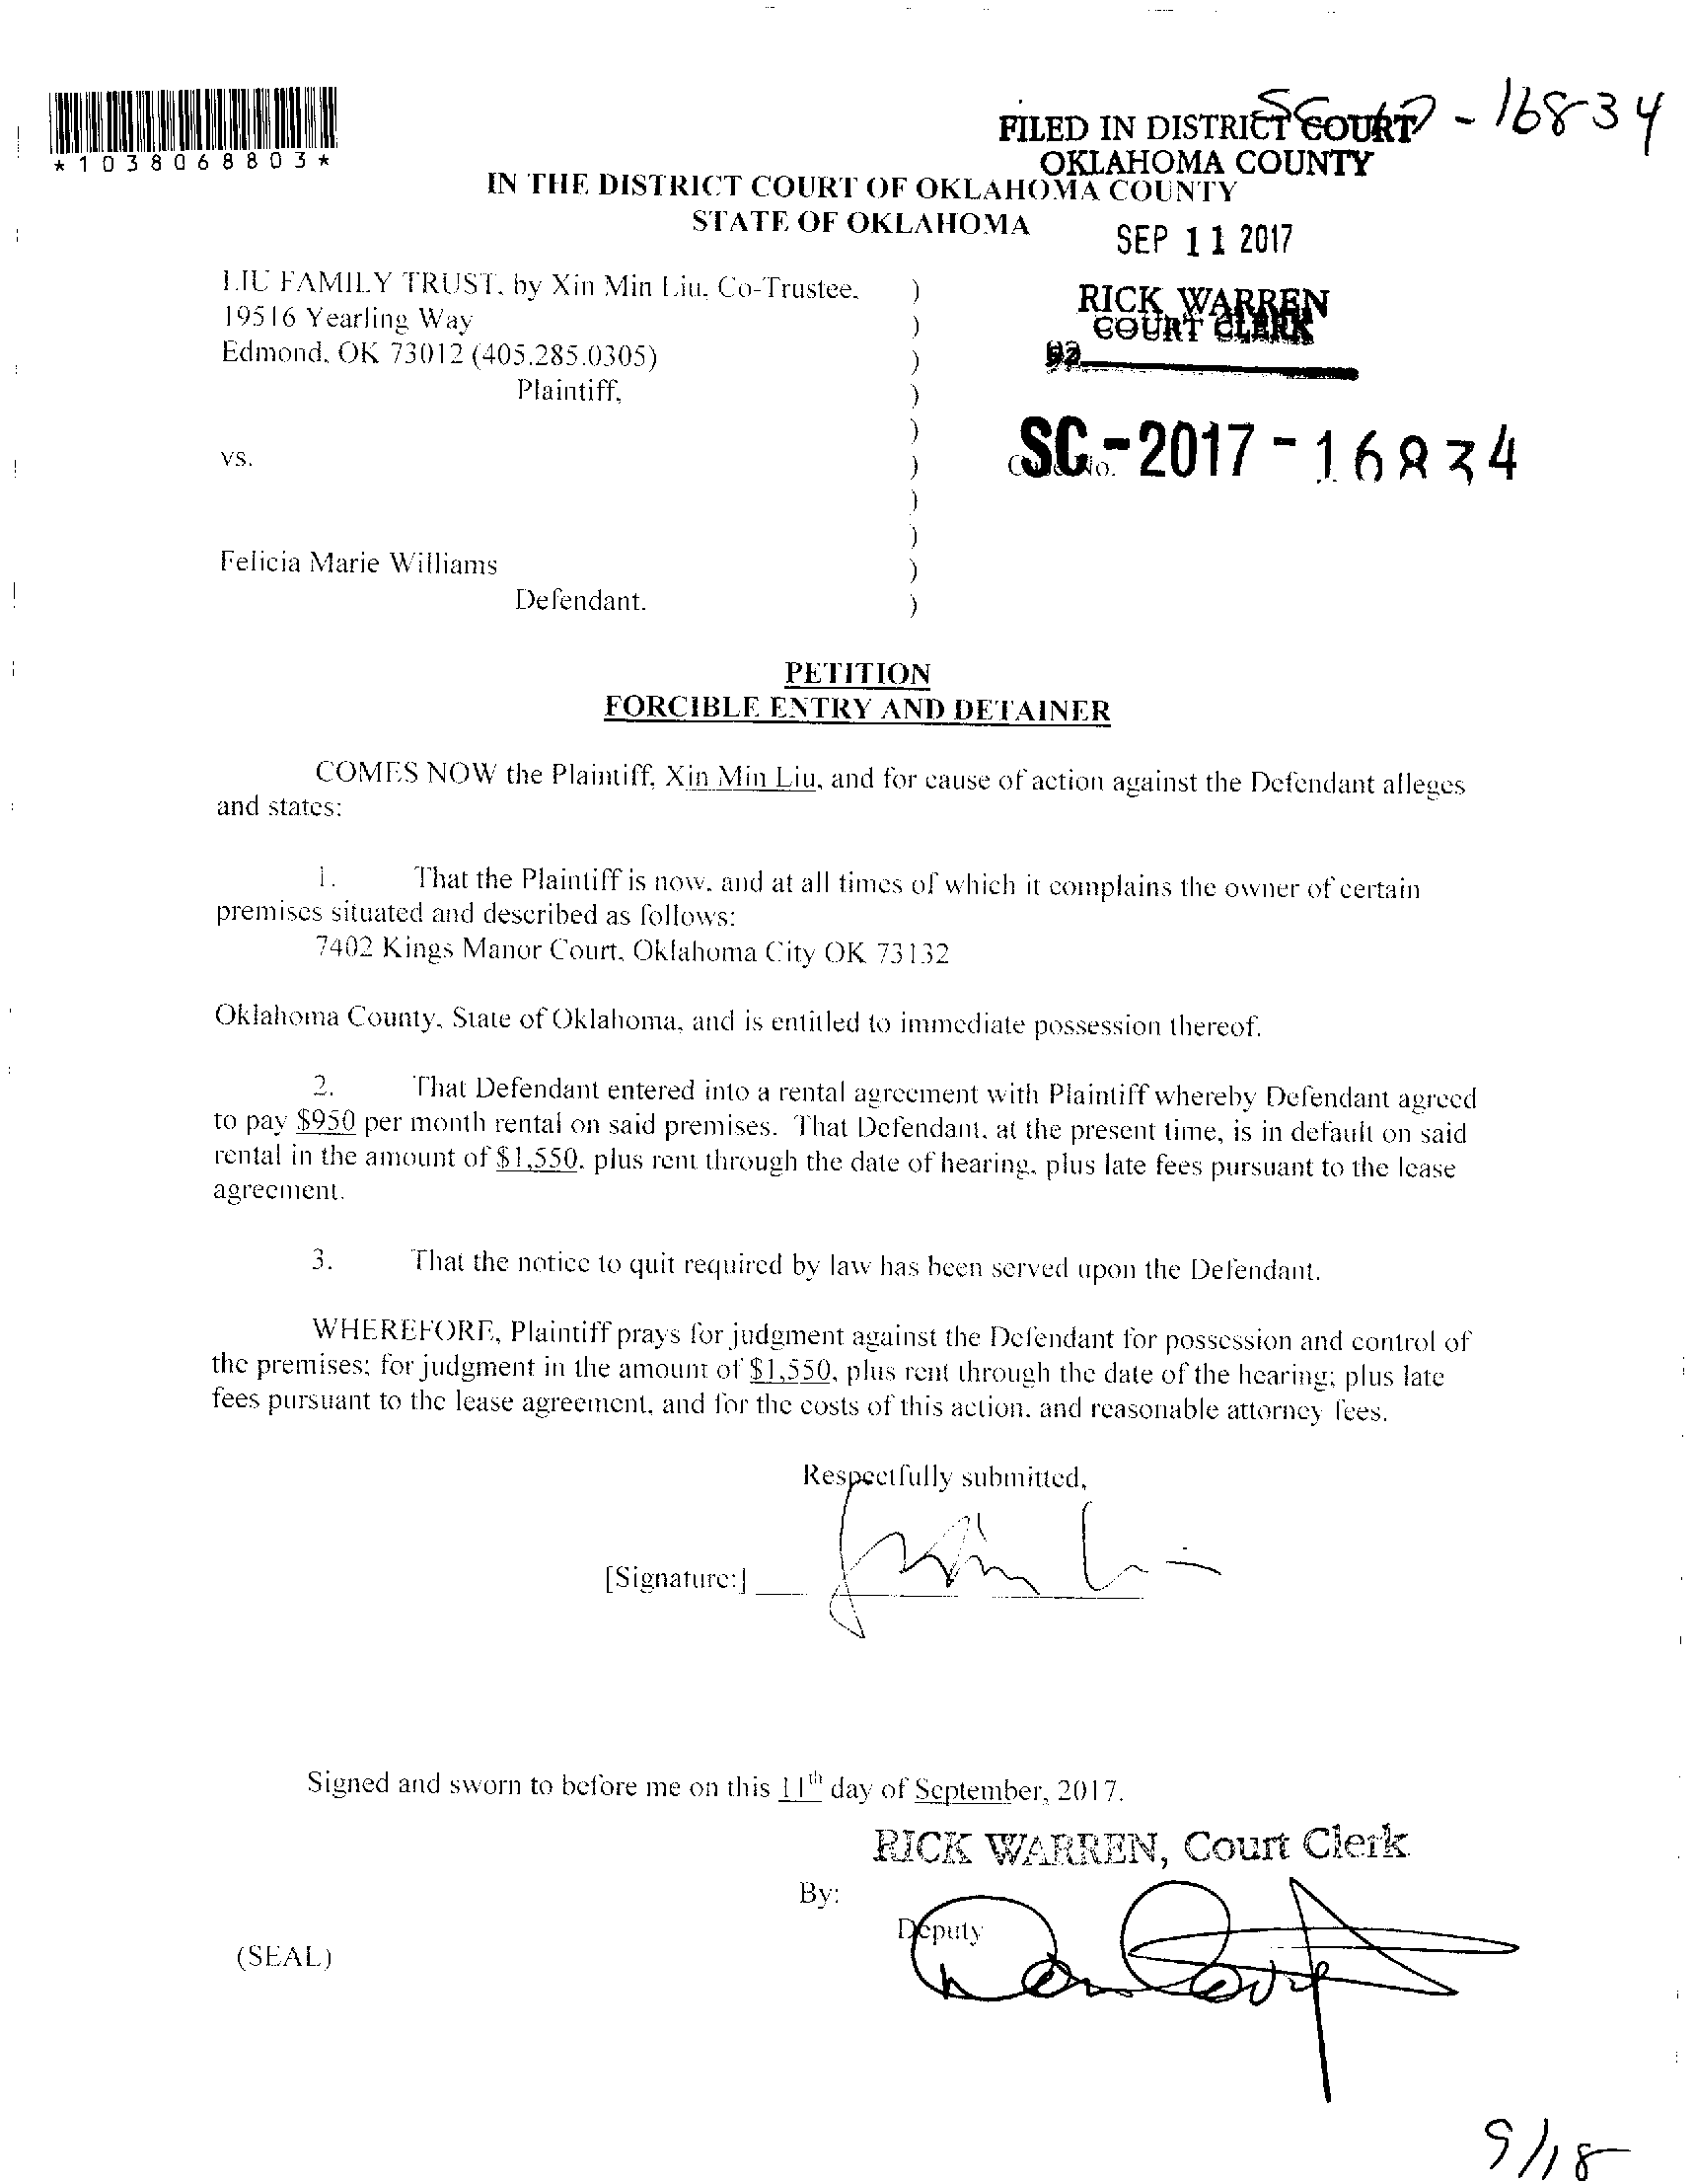 SC-17-16834
*1038068803*
FILED IN DISTRICT COURT
OKLAHOMA COUNTY
IN THE DISTRICT COURT OF OKLAHOMA COUNTY
STATE OF OKLAHOMA
SEP 11 2017
LIU FAMILY TRUST, by Xin Min Liu, Co-Trustee, )
19516 Yearling Way )
Edmond, OK 73012 (405.285.0305) )
Plaintiff, )
RICK WARREN
COURT CLERK
)
vs. )
Case No.
SC-2017-16834
)
)
Felicia Marie Williams )
Defendant. )
PETITION
FORCIBLE ENTRY AND DETAINER
COMES NOW the Plaintiff, Xin Min Liu, and for cause of action against the Defendant alleges
and states:
1. That the Plaintiff is now, and at all times of which it complains the owner of certain
premises situated and described as follows:
7402 Kings Manor Court, Oklahoma City OK 73132
Oklahoma County, State of Oklahoma, and is entitled to immediate possession thereof.
2. That Defendant entered into a rental agreement with Plaintiff whereby Defendant agreed
to pay $950 per month rental on said premises. That Defendant, at the present time, is in default on said
rental in the amount of $1,550, plus rent through the date of hearing, plus late fees pursuant to the lease
agreement.
3. That the notice to quit required by law has been served upon the Defendant.
WHEREFORE, Plaintiff prays for judgment against the Defendant for possession and control of
the premises; for judgment in the amount of $1,550, plus rent through the date of the hearing; plus late
fees pursuant to the lease agreement, and for the costs of this action, and reasonable attorney fees.
Respectfully submitted,
[Signature:]
Signed and sworn to before me on this 11th day of September, 2017.
RICK WARREN, Court Clerk
By:
Deputy
(SEAL)
9/18